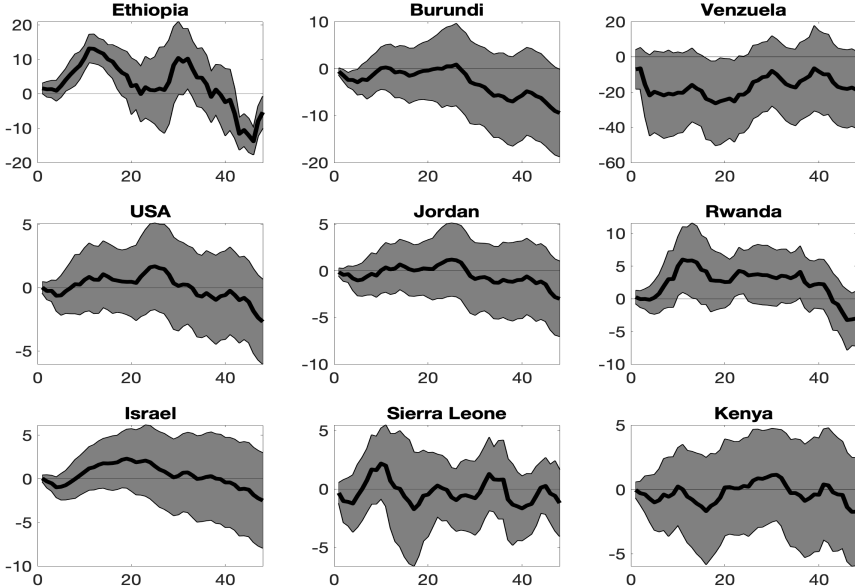 Ethiopia Burundi Venzuela
20 10 20
10 0 0
0 -10 -20
-10 -20 -40
-20 -60
0 20 40 0 20 40 0 20 40
USA Jordan Rwanda
5 5 10
0 0 5
-5 -5 0
-10 -5
-10
0 20 40 0 20 40 0 20 40
Israel Sierra Leone Kenya
5 5 5
0 0 0
-5 -5 -5
-10
0 20 40 0 20 40 0 20 40